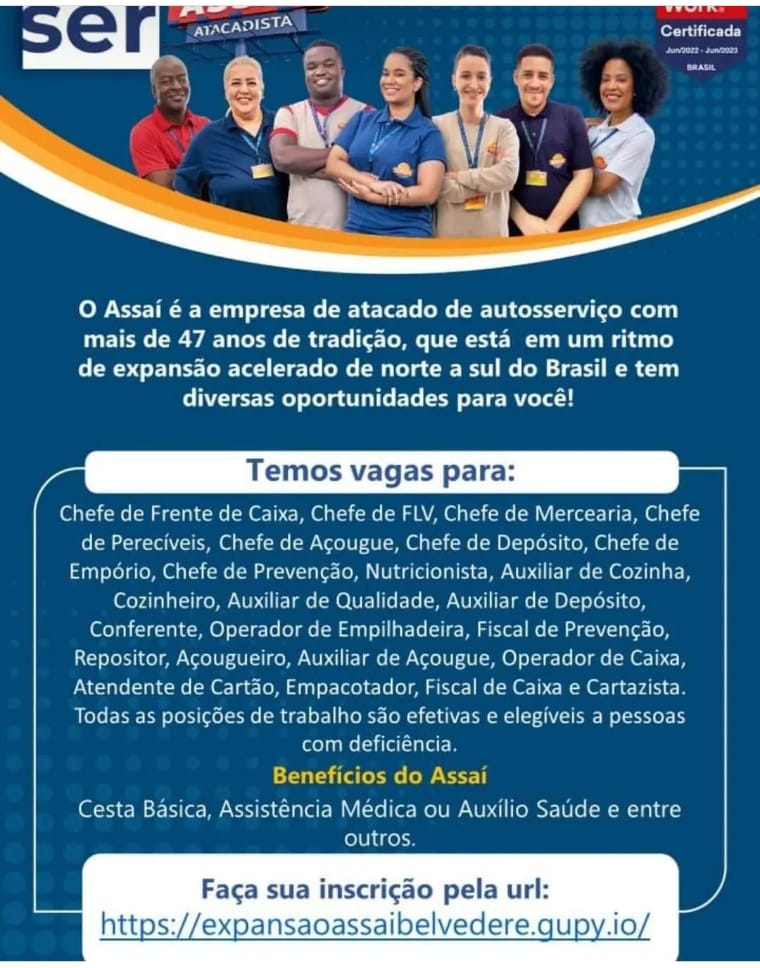 ser
ATACADISTA
Work®
Certificada
Jun/2022 - Jun/2023
BRASIL
O Assaí é a empresa de atacado de autosserviço com
mais de 47 anos de tradição, que está em um ritmo
de expansão acelerado de norte a sul do Brasil e tem
diversas oportunidades para você!
Temos vagas para:
Chefe de Frente de Caixa, Chefe de FLV, Chefe de Mercearia, Chefe
de Perecíveis, Chefe de Açougue, Chefe de Depósito, Chefe de
Empório, Chefe de Prevenção, Nutricionista, Auxiliar de Cozinha,
Cozinheiro, Auxiliar de Qualidade, Auxiliar de Depósito,
Conferente, Operador de Empilhadeira, Fiscal de Prevenção,
Repositor, Açougueiro, Auxiliar de Açougue, Operador de Caixa,
Atendente de Cartão, Empacotador, Fiscal de Caixa e Cartazista.
Todas as posições de trabalho são efetivas e elegíveis a pessoas
com deficiência.
Benefícios do Assaí
Cesta Básica, Assistência Médica ou Auxílio Saúde e entre
outros.
Faça sua inscrição pela url:
https://expansaoassaibelvedere.gupy.io/